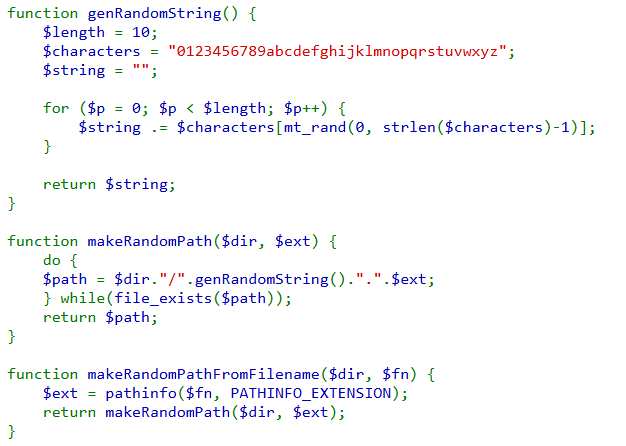 function genRandomString() {
    $length = 10;
    $characters = "0123456789abcdefghijklmnopqrstuvwxyz";
    $string = "";

    for ($p = 0; $p < $length; $p++) {
        $string .= $characters[mt_rand(0, strlen($characters)-1)];
    }

    return $string;
}

function makeRandomPath($dir, $ext) {
    do {
    $path = $dir."/".genRandomString().".".$ext;
    } while(file_exists($path));
    return $path;
}

function makeRandomPathFromFilename($dir, $fn) {
    $ext = pathinfo($fn, PATHINFO_EXTENSION);
    return makeRandomPath($dir, $ext);
}